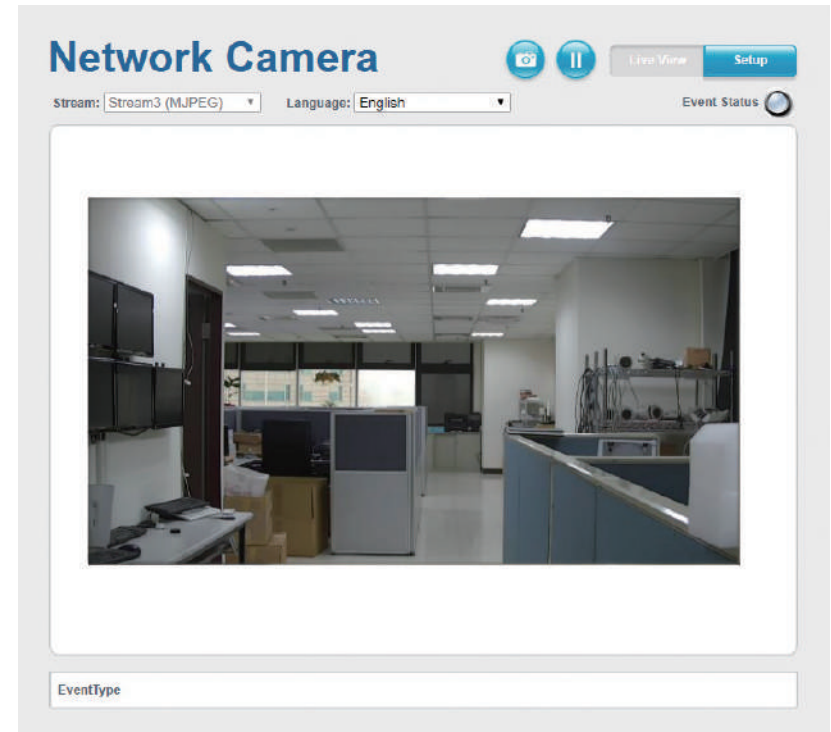 Network Camera
Live View
Setup
Stream: Stream3 (MJPEG)
Language: English
Event Status
EventType